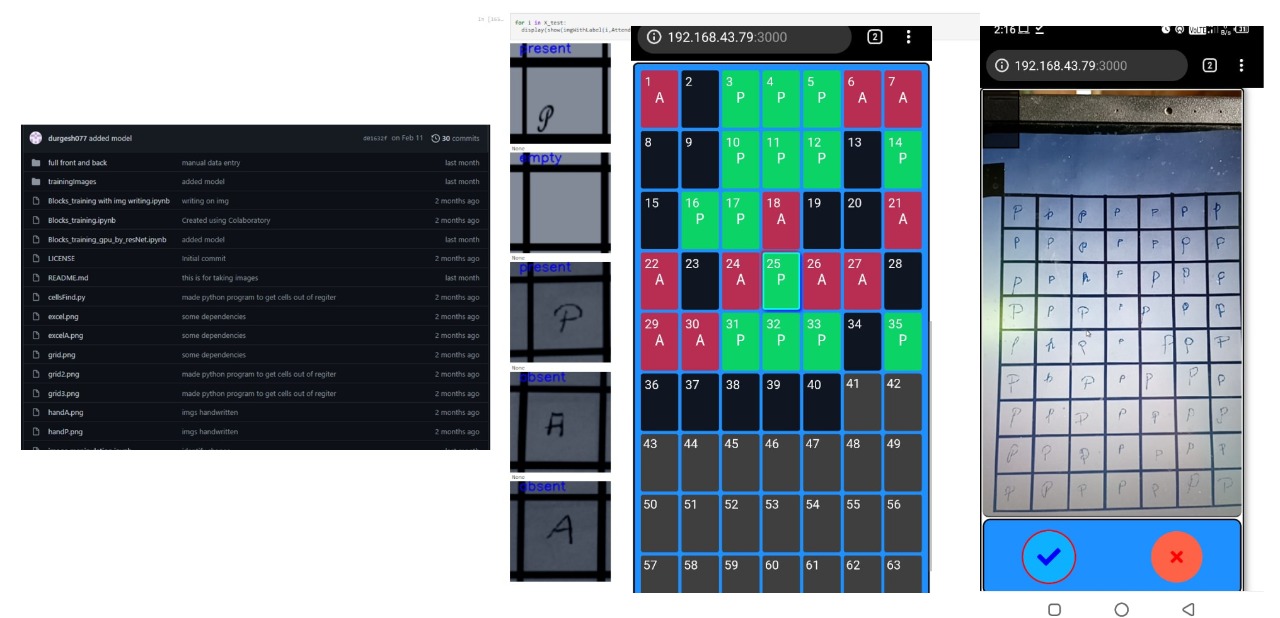 durgesh077 added model
on Feb 11
30 commits
full front and back manual data entry last month
trainingImages added model last month
Blocks_training with img writing.ipynb writing on img 2 months ago
Blocks_training.ipynb Created using Colaboratory 2 months ago
Blocks_training_gpu_by_resNet.ipynb added model last month
LICENSE Initial commit 2 months ago
README.md this is for taking images last month
cellsFind.py made python program to get cells out of regiter 2 months ago
excel.png some dependencies 2 months ago
excelA.png some dependencies 2 months ago
grid.png some dependencies 2 months ago
grid2.png made python program to get cells out of regiter 2 months ago
grid3.png made python program to get cells out of regiter 2 months ago
handA.png imgs handwritten 2 months ago
handP.png imgs handwritten 2 months ago
for i in X_test:
display(show(imgWithLabel(i,Attend
present
P
None
empty
None
present
P
None
absent
A
None
absent
A
192.168.43.79:3000
2
1 2 3 4 5 6 7
A P P P A A
8 9 10 11 12 13 14
P P P P
15 16 17 18 19 20 21
P P A A
22 23 24 25 26 27 28
A A P A A
29 30 31 32 33 34 35
A A P P P P
36 37 38 39 40 41 42
43 44 45 46 47 48 49
50 51 52 53 54 55 56
57 58 59 60 61 62 63
2:16
192.168.43.79:3000
2
P P P P P P P
P P P P P P P
P P P P P P P
P P P P P P P
P P P P P P P
P P P P P P P
P P P P P P P
P P P P P P P
P P P P P P P